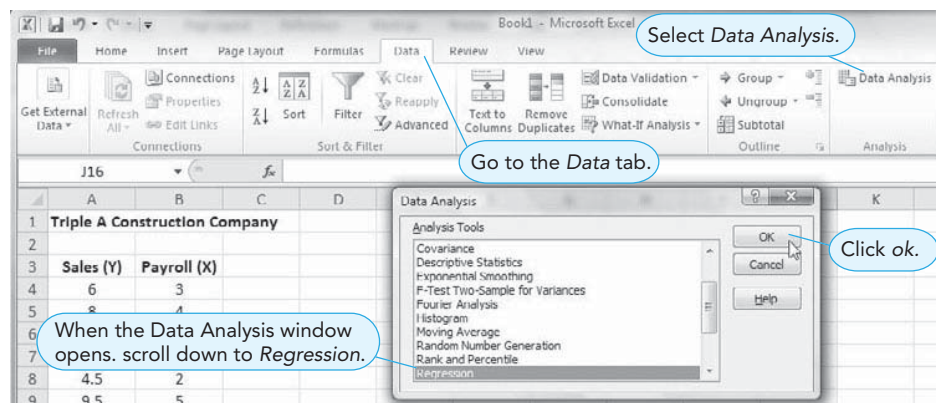 Book1 - Microsoft Excel
Select Data Analysis.
File Home Insert Page Layout Formulas Data Review View
Get External Data
Refresh All
Connections
Properties
Edit Links
Connections
Sort
Filter
Clear
Reapply
Advanced
Sort & Filter
Text to Columns
Remove Duplicates
Data Validation
Consolidate
What-If Analysis
Group
Ungroup
Subtotal
Outline
Data Analysis
Analysis
Go to the Data tab.
J16 fx
A B C D K
1 Triple A Construction Company
2
3 Sales (Y) Payroll (X)
4 6 3
5 8 4
6
7
8 4.5 2
9 9.5 5
When the Data Analysis window
opens. scroll down to Regression.
Data Analysis
Analysis Tools
Covariance
Descriptive Statistics
Exponential Smoothing
F-Test Two-Sample for Variances
Fourier Analysis
Histogram
Moving Average
Random Number Generation
Rank and Percentile
Regression
OK
Cancel
Help
Click ok.